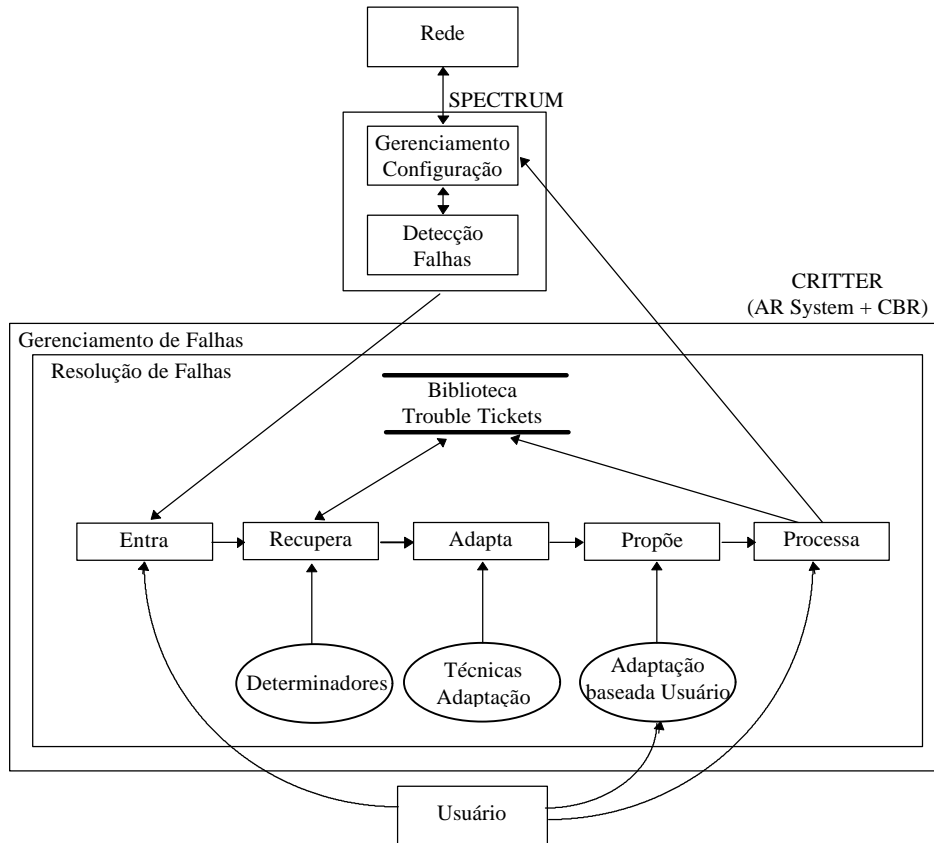 Rede
SPECTRUM
Gerenciamento
Configuração
Detecção
Falhas
CRITTER
(AR System + CBR)
Gerenciamento de Falhas
Resolução de Falhas
Biblioteca
Trouble Tickets
Entra
Recupera
Adapta
Propõe
Processa
Determinadores
Técnicas
Adaptação
Adaptação
baseada Usuário
Usuário